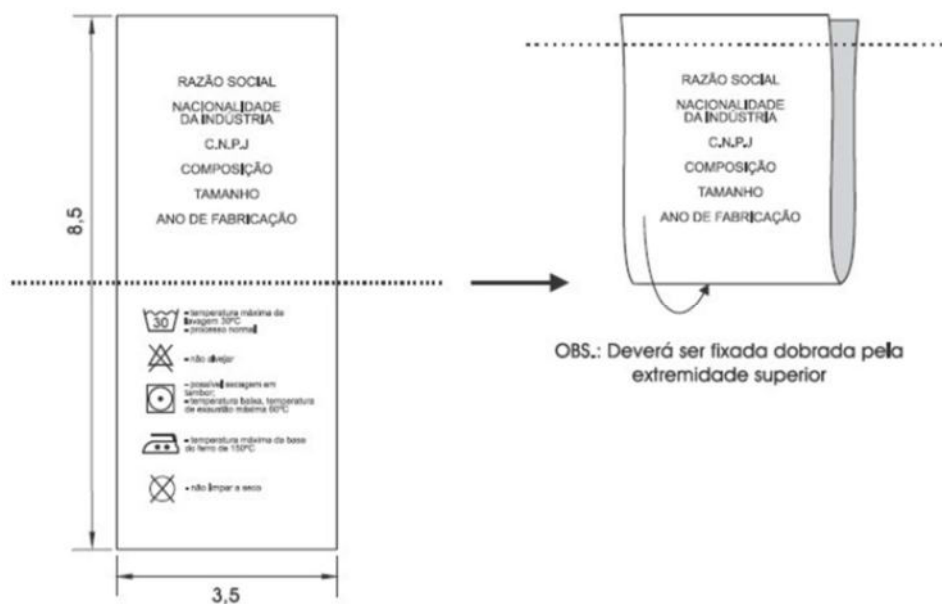 RAZÃO SOCIAL
NACIONALIDADE
DA INDÚSTRIA
C.N.P.J
COMPOSIÇÃO
TAMANHO
ANO DE FABRICAÇÃO
8,5
30
- temperatura máxima da
lavagem 30ºC
- processo normal
- não alvejar
- possível secagem em
tambor;
- temperatura baixa, temperatura
de exaustão máxima 60ºC
- temperatura máxima da base
do ferro de 150ºC
- não limpar a seco
3,5
RAZÃO SOCIAL
NACIONALIDADE
DA INDÚSTRIA
C.N.P.J
COMPOSIÇÃO
TAMANHO
ANO DE FABRICAÇÃO
OBS.: Deverá ser fixada dobrada pela
extremidade superior